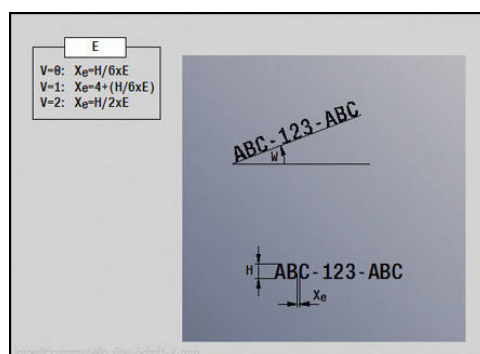 E
V=0: Xe=H/6xE
V=1: Xe=4+(H/6xE)
V=2: Xe=H/2xE
ABC-123-ABC
W
H
ABC-123-ABC
Xe